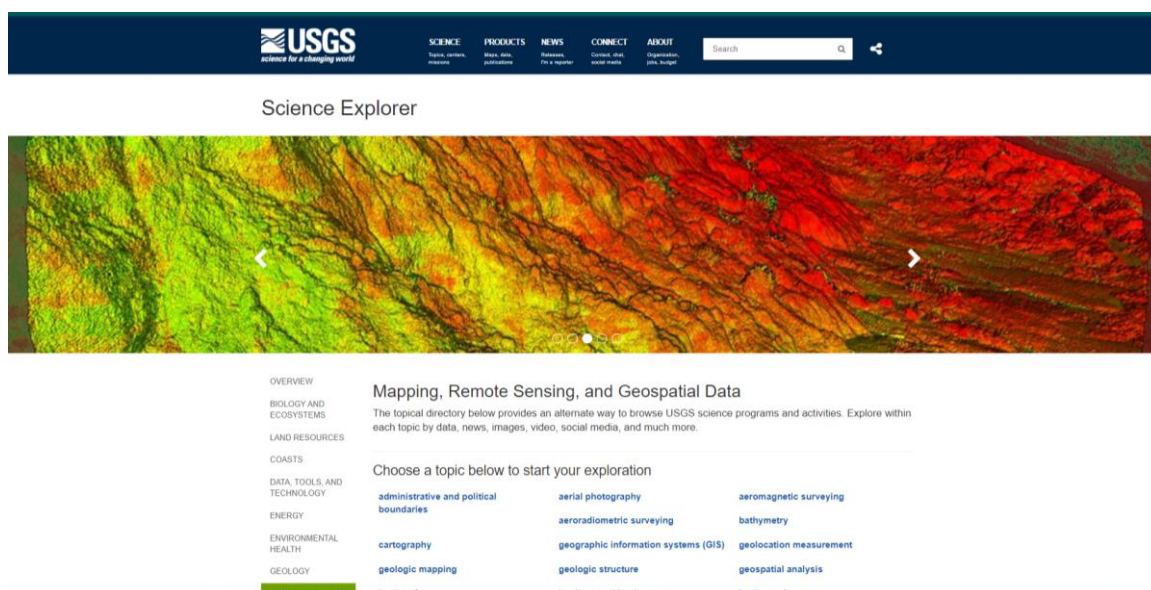 USGS
science for a changing world
SCIENCE
Topics, centers,
missions
PRODUCTS
Maps, data,
publications
NEWS
Releases,
I'm a reporter
CONNECT
Contact, chat,
social media
ABOUT
Organization,
jobs, budget
Search
Science Explorer
OVERVIEW
BIOLOGY AND
ECOSYSTEMS
LAND RESOURCES
COASTS
DATA, TOOLS, AND
TECHNOLOGY
ENERGY
ENVIRONMENTAL
HEALTH
GEOLOGY
Mapping, Remote Sensing, and Geospatial Data
The topical directory below provides an alternate way to browse USGS science programs and activities. Explore within
each topic by data, news, images, video, social media, and much more.
Choose a topic below to start your exploration
administrative and political
boundaries
aerial photography
aeromagnetic surveying
aeroradiometric surveying
bathymetry
cartography
geographic information systems (GIS)
geolocation measurement
geologic mapping
geologic structure
geospatial analysis